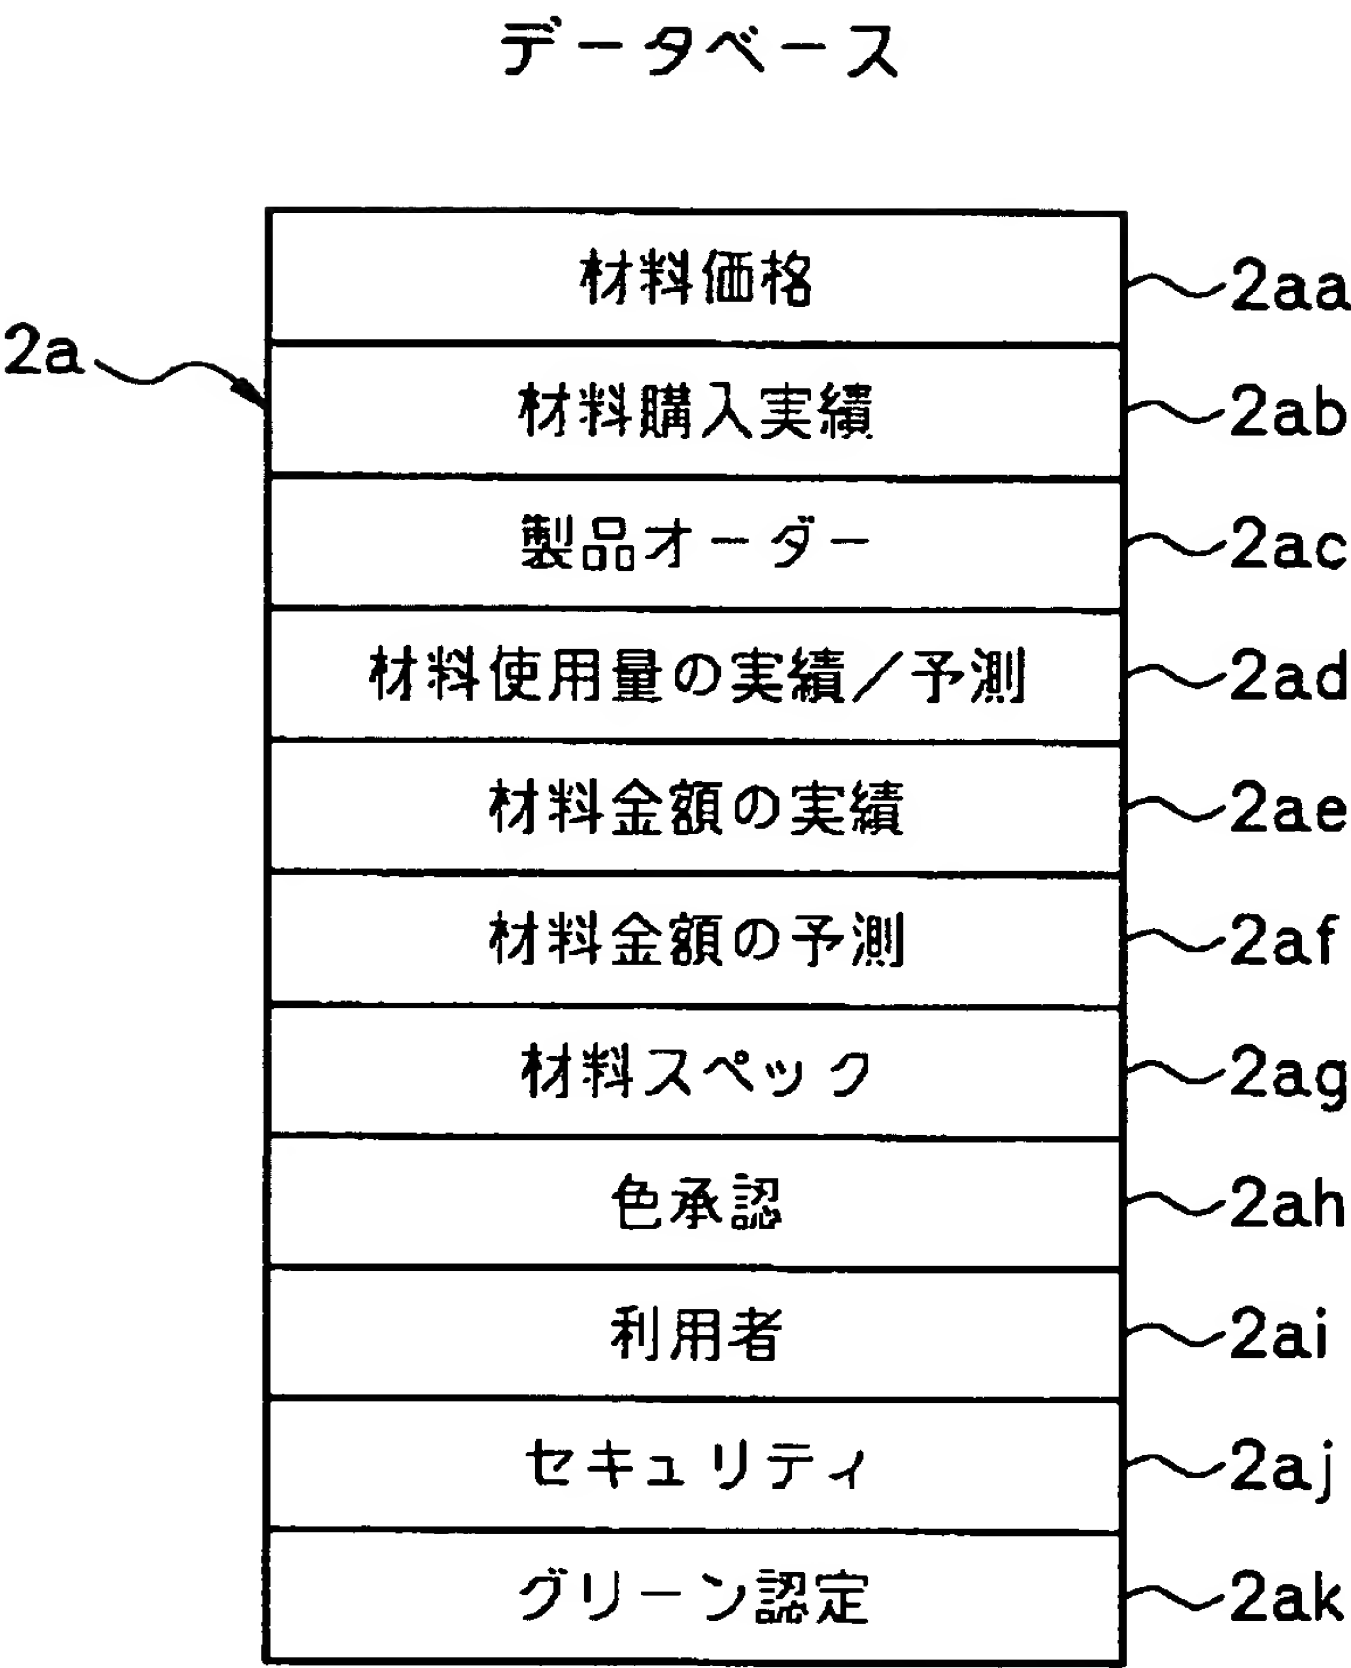 データベース
2a
材料価格 2aa
材料購入実績 2ab
製品オーダー 2ac
材料使用量の実績／予測 2ad
材料金額の実績 2ae
材料金額の予測 2af
材料スペック 2ag
色承認 2ah
利用者 2ai
セキュリティ 2aj
グリーン認定 2ak